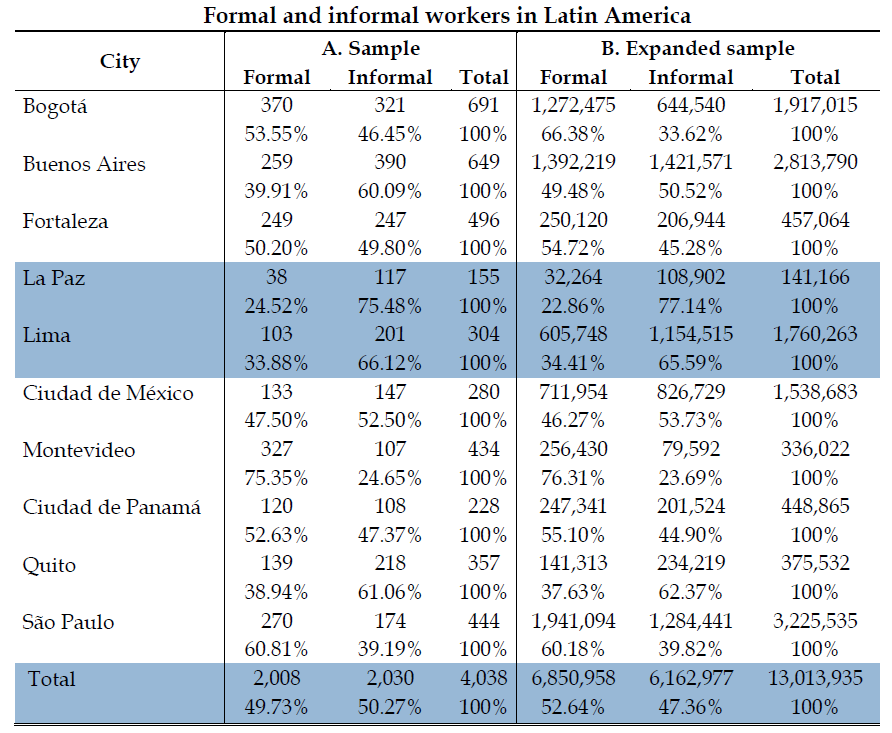 Formal and informal workers in Latin America
City A. Sample B. Expanded sample
Formal Informal Total Formal Informal Total
Bogotá 370 321 691 1,272,475 644,540 1,917,015
53.55% 46.45% 100% 66.38% 33.62% 100%
Buenos Aires 259 390 649 1,392,219 1,421,571 2,813,790
39.91% 60.09% 100% 49.48% 50.52% 100%
Fortaleza 249 247 496 250,120 206,944 457,064
50.20% 49.80% 100% 54.72% 45.28% 100%
La Paz 38 117 155 32,264 108,902 141,166
24.52% 75.48% 100% 22.86% 77.14% 100%
Lima 103 201 304 605,748 1,154,515 1,760,263
33.88% 66.12% 100% 34.41% 65.59% 100%
Ciudad de México 133 147 280 711,954 826,729 1,538,683
47.50% 52.50% 100% 46.27% 53.73% 100%
Montevideo 327 107 434 256,430 79,592 336,022
75.35% 24.65% 100% 76.31% 23.69% 100%
Ciudad de Panamá 120 108 228 247,341 201,524 448,865
52.63% 47.37% 100% 55.10% 44.90% 100%
Quito 139 218 357 141,313 234,219 375,532
38.94% 61.06% 100% 37.63% 62.37% 100%
São Paulo 270 174 444 1,941,094 1,284,441 3,225,535
60.81% 39.19% 100% 60.18% 39.82% 100%
Total 2,008 2,030 4,038 6,850,958 6,162,977 13,013,935
49.73% 50.27% 100% 52.64% 47.36% 100%